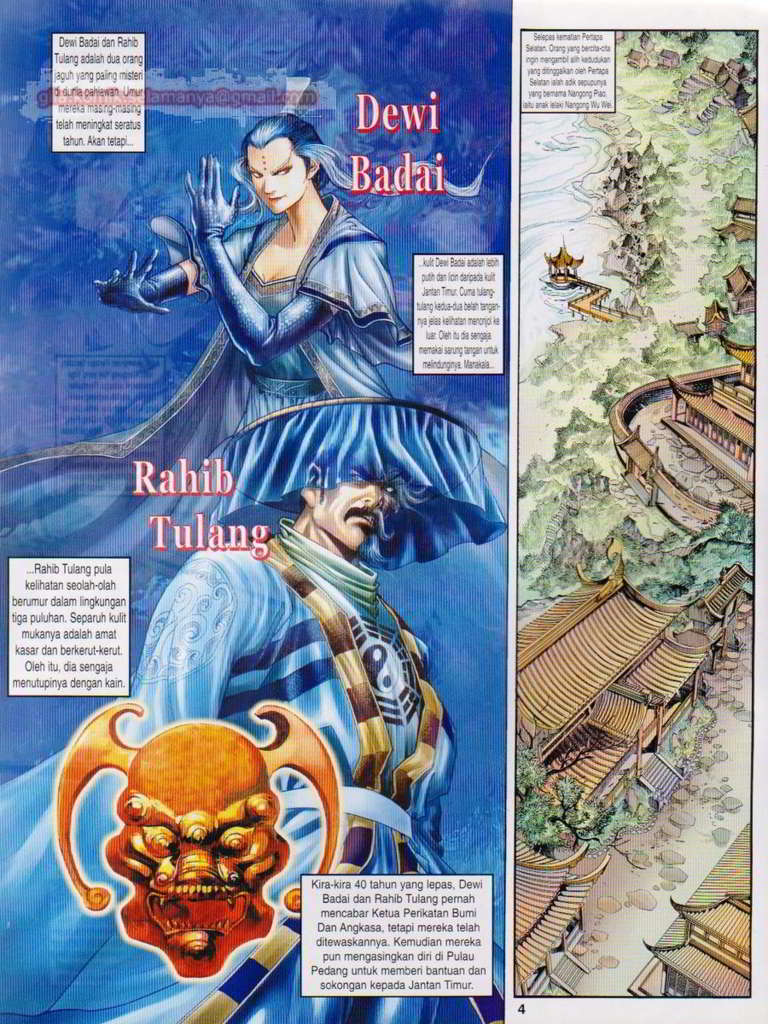 Dewi Badai dan Rahib
Tulang adalah dua orang
jaguh yang paling misteri
di dunia pahlawan. Umur
mereka masing-masing
telah meningkat seratus
tahun. Akan tetapi...
Dewi
Badai
...kulit Dewi Badai adalah lebih
putih dan licin daripada kulit
Jantan Timur. Cuma tulang-
tulang kedua-dua belah tangan-
nya jelas kelihatan menonjol ke
luar. Oleh itu dia sengaja
memakai sarung tangan untuk
melindunginya. Manakala...
Rahib
Tulang
...Rahib Tulang pula
kelihatan seolah-olah
berumur dalam lingkungan
tiga puluhan. Separuh kulit
mukanya adalah amat
kasar dan berkerut-kerut.
Oleh itu, dia sengaja
menutupinya dengan kain.
Kira-kira 40 tahun yang lepas, Dewi
Badai dan Rahib Tulang pernah
mencabar Ketua Perikatan Bumi
Dan Angkasa, tetapi mereka telah
ditewaskannya. Kemudian mereka
pun mengasingkan diri di Pulau
Pedang untuk memberi bantuan dan
sokongan kepada Jantan Timur.
Selepas kematian Pertapa
Selatan. Orang yang bercita-cita
ingin mengambil alih kedudukan
yang ditinggalkan oleh Pertapa
Selatan ialah adik sepupunya
yang bernama Nangong Piao,
iaitu anak lelaki Nangong Wu Wei.
4